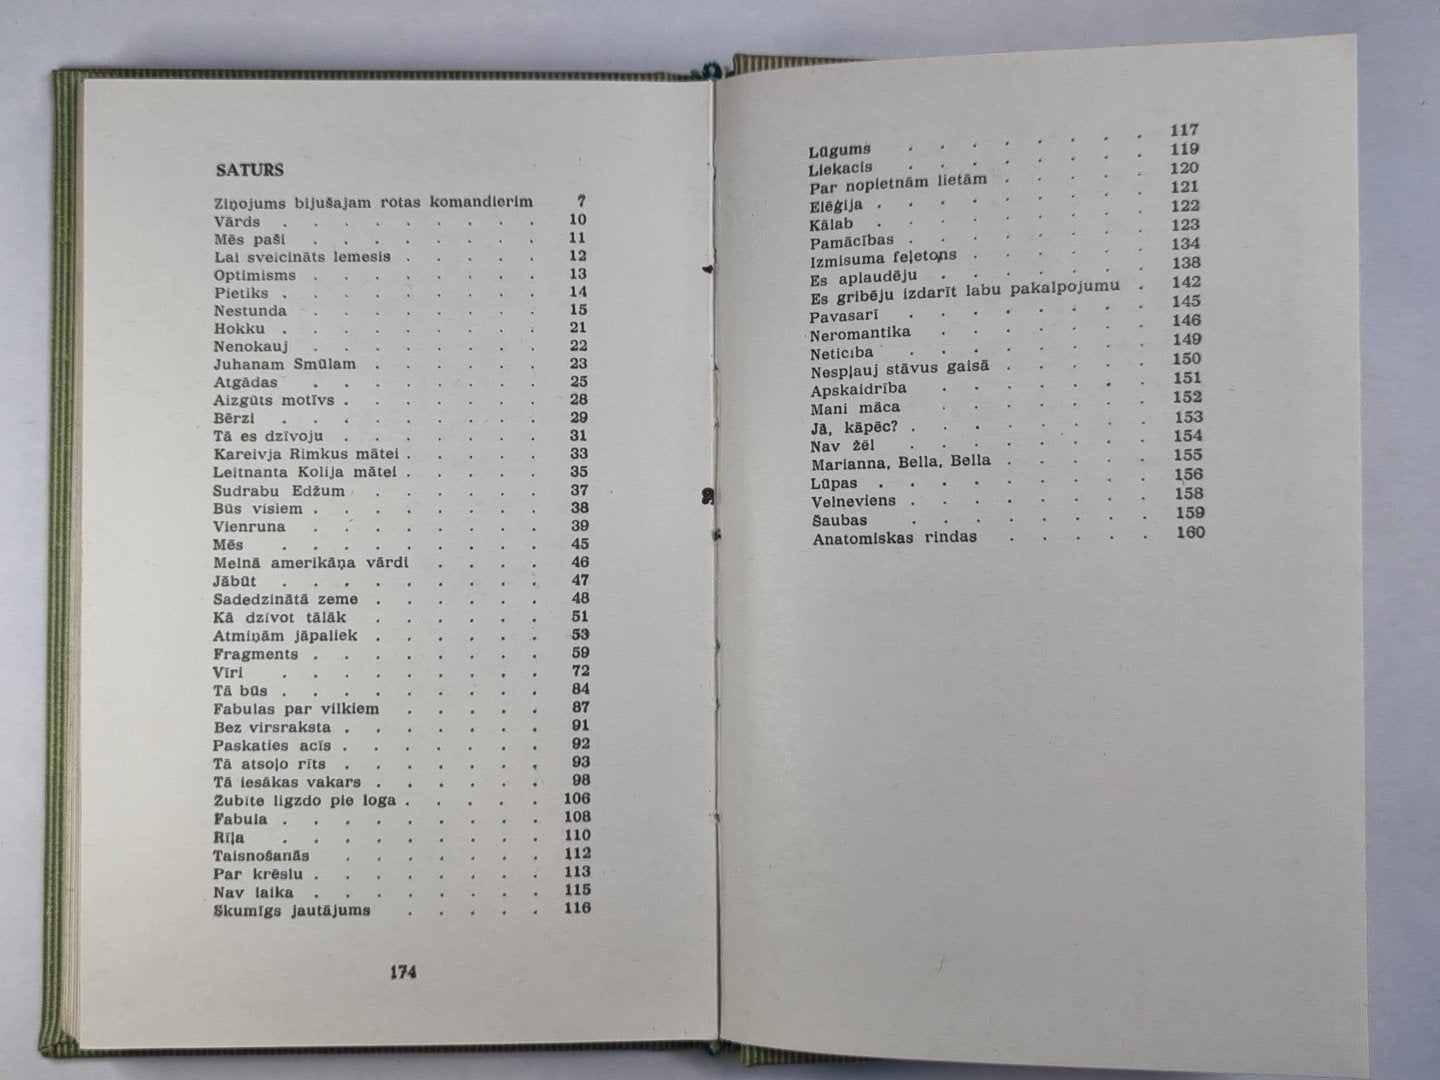 SATURS
Ziņojums bijušajam rotas komandierim 7
Vārds 10
Mēs paši 11
Lai sveicināts lemesis 12
Optimisms 13
Pietiks 14
Nestunda 15
Hokku 21
Nenokauj 22
Juhanam Smūlam 23
Atgādas 25
Aizgūts motīvs 28
Bērzi 29
Tā es dzīvoju 31
Kareivja Rimkus mātei 33
Leitnanta Kolija mātei 35
Sudrabu Edžum 37
Būs visiem 38
Vienruna 39
Mēs 45
Melnā amerikāņa vārdi 46
Jābūt 47
Sadedzinātā zeme 48
Kā dzīvot tālāk 51
Atmiņām jāpaliek 53
Fragments 59
Vīri 72
Tā būs 84
Fabulas par vilkiem 87
Bez virsraksta 91
Paskaties acīs 92
Tā atsoļo rīts 93
Tā iesākas vakars 98
Žubīte ligzdo pie loga 106
Fabula 108
Rīļa 110
Taisnošanās 112
Par krēslu 113
Nav laika 115
Skumīgs jautājums 116
174
Lūgums 117
Liekacis 119
Par nopietnām lietām 120
Elēģija 121
Kālab 122
Pamācības 123
Izmisuma feļetons 134
Es aplaudēju 138
Es gribēju izdarīt labu pakalpojumu 142
Pavasarī 145
Neromantika 146
Neticība 149
Nespļauj stāvus gaisā 150
Apskaidrība 151
Mani māca 152
Jā, kāpēc? 153
Nav žēl 154
Marianna, Bella, Bella 155
Lūpas 156
Velneviens 158
Šaubas 159
Anatomiskas rindas 160